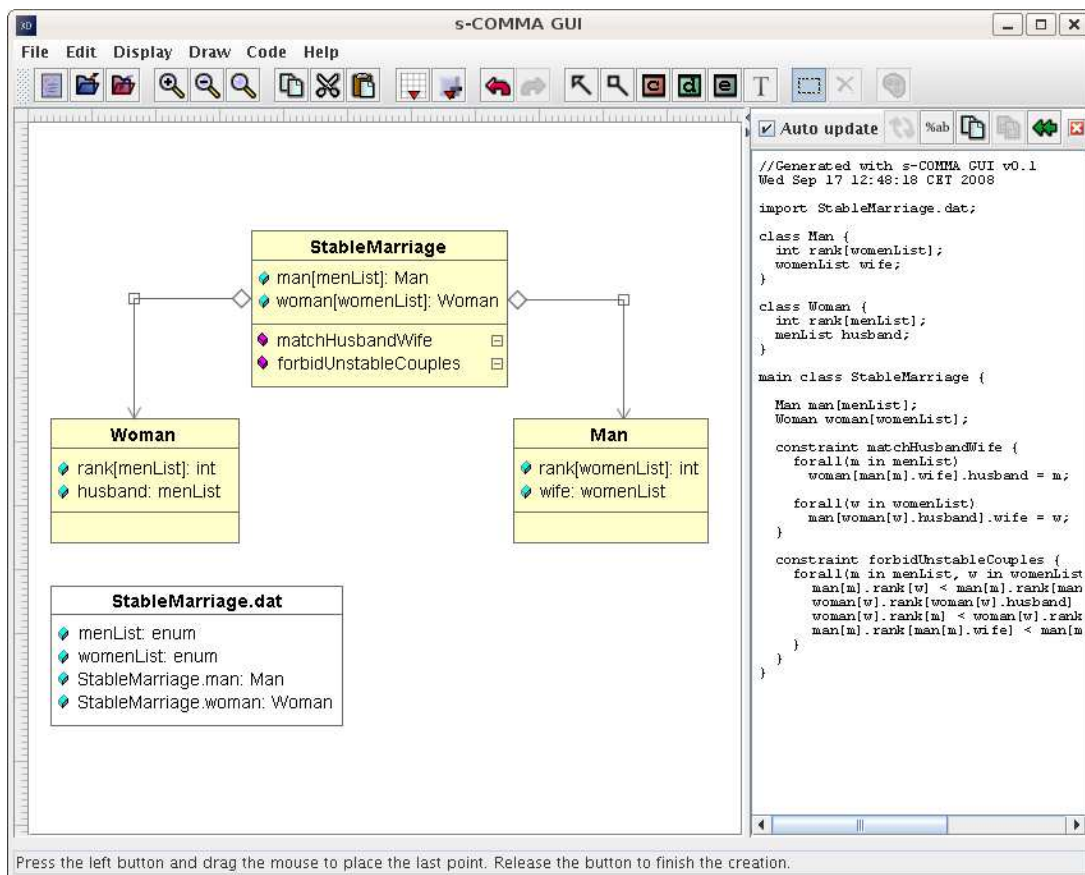 s-COMMA GUI
File Edit Display Draw Code Help
c d e T
Auto update %ab
StableMarriage
man[menList]: Man
woman[womenList]: Woman
matchHusbandWife
forbidUnstableCouples
Woman
rank[menList]: int
husband: menList
Man
rank[womenList]: int
wife: womenList
StableMarriage.dat
menList: enum
womenList: enum
StableMarriage.man: Man
StableMarriage.woman: Woman
//Generated with s-COMMA GUI v0.1
Wed Sep 17 12:48:18 CET 2008
import StableMarriage.dat;
class Man {
int rank[womenList];
womenList wife;
}
class Woman {
int rank[menList];
menList husband;
}
main class StableMarriage {
Man man[menList];
Woman woman[womenList];
constraint matchHusbandWife {
forall(m in menList)
woman[man[m].wife].husband = m;
forall(w in womenList)
man[woman[w].husband].wife = w;
}
constraint forbidUnstableCouples {
forall(m in menList, w in womenList
man[m].rank[w] < man[m].rank[man
woman[w].rank[woman[w].husband]
woman[w].rank[m] < woman[w].rank
man[m].rank[man[m].wife] < man[m
}
}
}
Press the left button and drag the mouse to place the last point. Release the button to finish the creation.